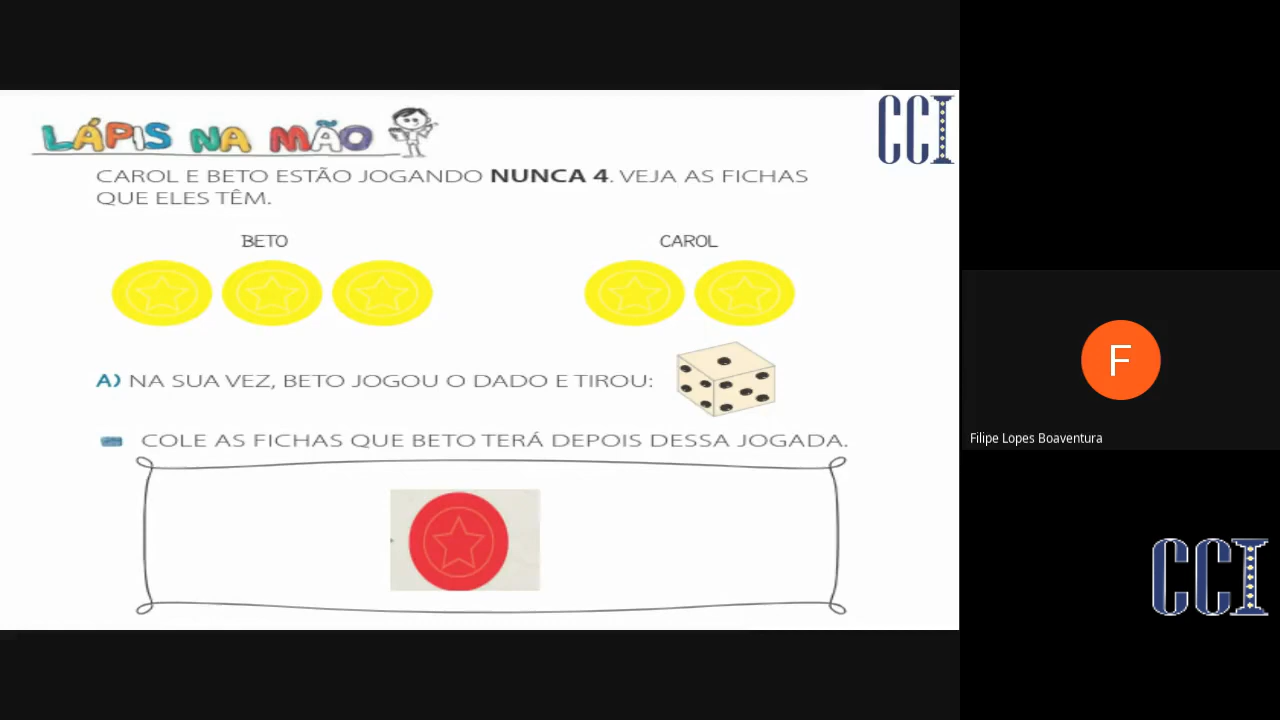 LÁPIS NA MÃO
CCI
CAROL E BETO ESTÃO JOGANDO NUNCA 4. VEJA AS FICHAS
QUE ELES TÊM.
BETO
CAROL
A) NA SUA VEZ, BETO JOGOU O DADO E TIROU:
COLE AS FICHAS QUE BETO TERÁ DEPOIS DESSA JOGADA.
F
Filipe Lopes Boaventura
CCI